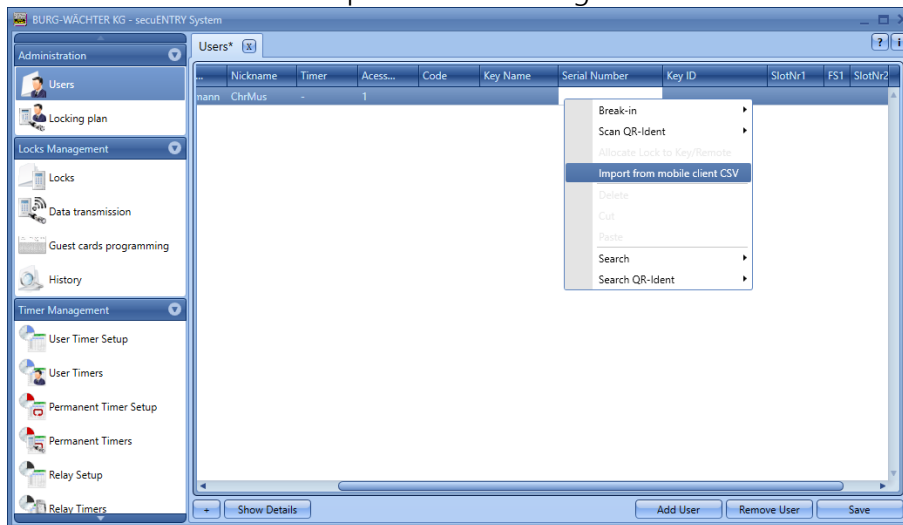 BURG-WÄCHTER KG - secuENTRY System
Administration
Users
Locking plan
Locks Management
Locks
Data transmission
Guest cards programming
History
Timer Management
User Timer Setup
User Timers
Permanent Timer Setup
Permanent Timers
Relay Setup
Relay Timers
Users* x
? i
... Nickname Timer Acess... Code Key Name Serial Number Key ID SlotNr1 FS1 SlotNr2
mann ChrMus - 1
Break-in
Scan QR-Ident
Allocate Lock to Key/Remote
Import from mobile client CSV
Delete
Cut
Paste
Search
Search QR-Ident
+ Show Details Add User Remove User Save